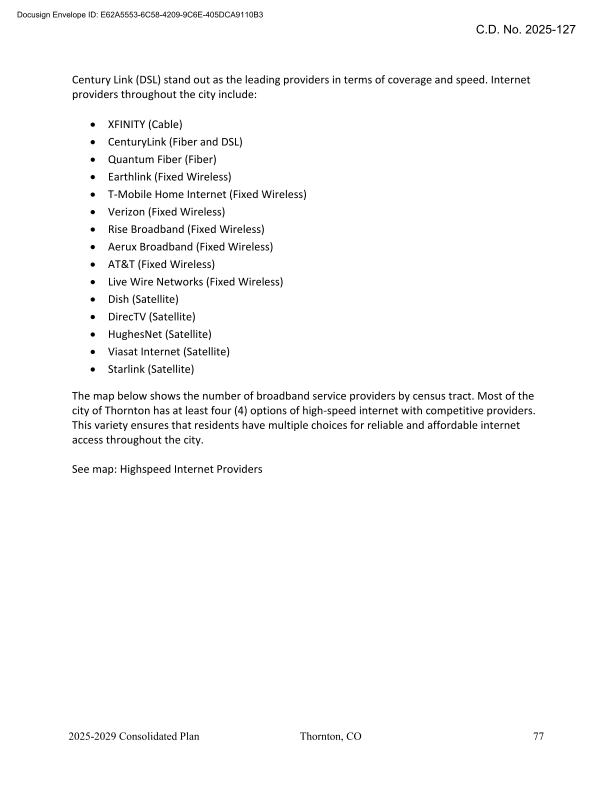 Docusign Envelope ID: E62A5553-6C58-4209-9C6E-405DCA9110B3
C.D. No. 2025-127
Century Link (DSL) stand out as the leading providers in terms of coverage and speed. Internet
providers throughout the city include:
• XFINITY (Cable)
• CenturyLink (Fiber and DSL)
• Quantum Fiber (Fiber)
• Earthlink (Fixed Wireless)
• T-Mobile Home Internet (Fixed Wireless)
• Verizon (Fixed Wireless)
• Rise Broadband (Fixed Wireless)
• Aerux Broadband (Fixed Wireless)
• AT&T (Fixed Wireless)
• Live Wire Networks (Fixed Wireless)
• Dish (Satellite)
• DirecTV (Satellite)
• HughesNet (Satellite)
• Viasat Internet (Satellite)
• Starlink (Satellite)
The map below shows the number of broadband service providers by census tract. Most of the
city of Thornton has at least four (4) options of high-speed internet with competitive providers.
This variety ensures that residents have multiple choices for reliable and affordable internet
access throughout the city.
See map: Highspeed Internet Providers
2025-2029 Consolidated Plan Thornton, CO 77